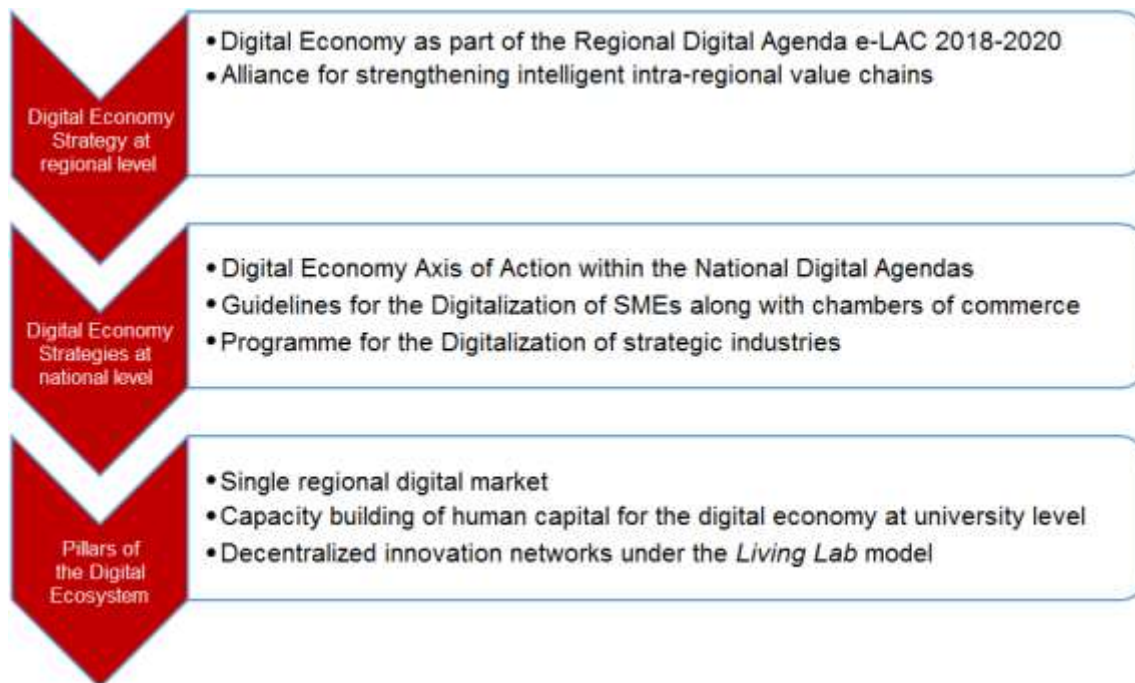 Digital Economy
Strategy at
regional level
• Digital Economy as part of the Regional Digital Agenda e-LAC 2018-2020
• Alliance for strengthening intelligent intra-regional value chains
Digital Economy
Strategies at
national level
• Digital Economy Axis of Action within the National Digital Agendas
• Guidelines for the Digitalization of SMEs along with chambers of commerce
• Programme for the Digitalization of strategic industries
Pillars of
the Digital
Ecosystem
• Single regional digital market
• Capacity building of human capital for the digital economy at university level
• Decentralized innovation networks under the Living Lab model